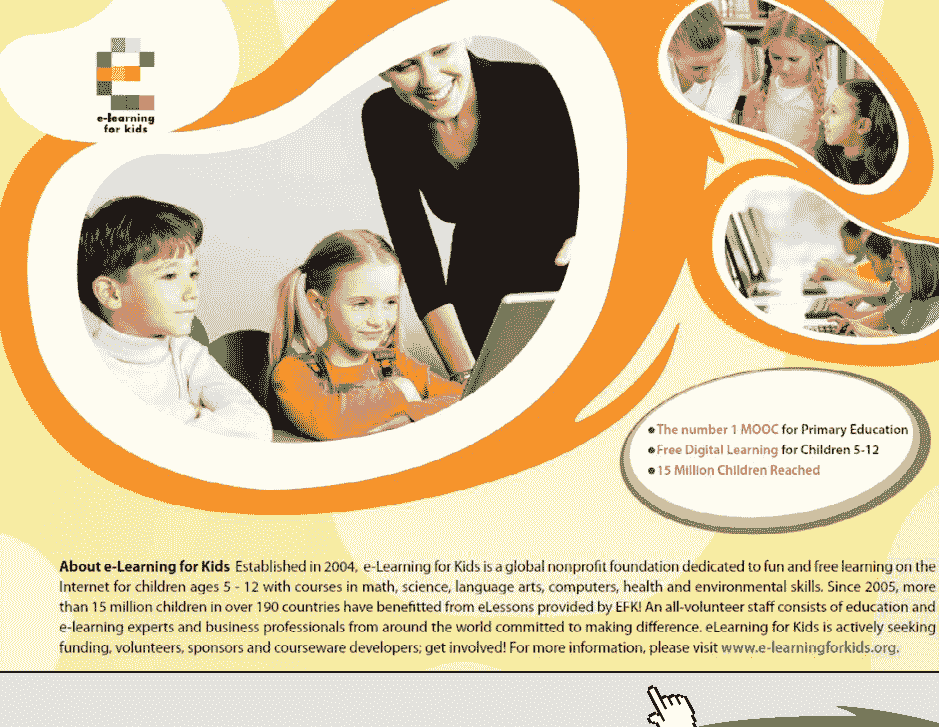 e-learning
for kids
The number 1 MOOC for Primary Education
Free Digital Learning for Children 5-12
15 Million Children Reached
About e-Learning for Kids Established in 2004, e-Learning for Kids is a global nonprofit foundation dedicated to fun and free learning on the
Internet for children ages 5 - 12 with courses in math, science, language arts, computers, health and environmental skills. Since 2005, more
than 15 million children in over 190 countries have benefitted from eLessons provided by EFK! An all-volunteer staff consists of education and
e-learning experts and business professionals from around the world committed to making difference. eLearning for Kids is actively seeking
funding, volunteers, sponsors and courseware developers; get involved! For more information, please visit www.e-learningforkids.org.